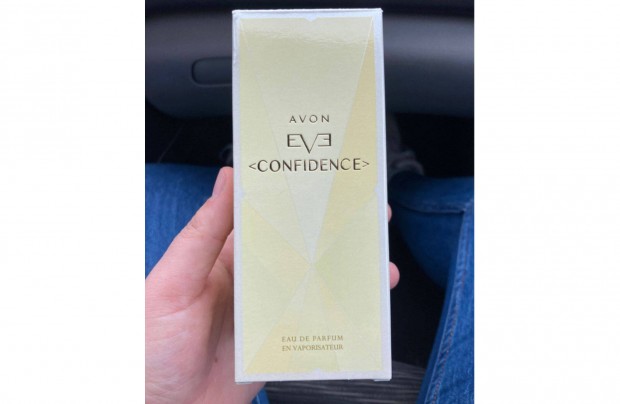 AVON
EVE
<CONFIDENCE>
EAU DE PARFUM
EN VAPORISATEUR